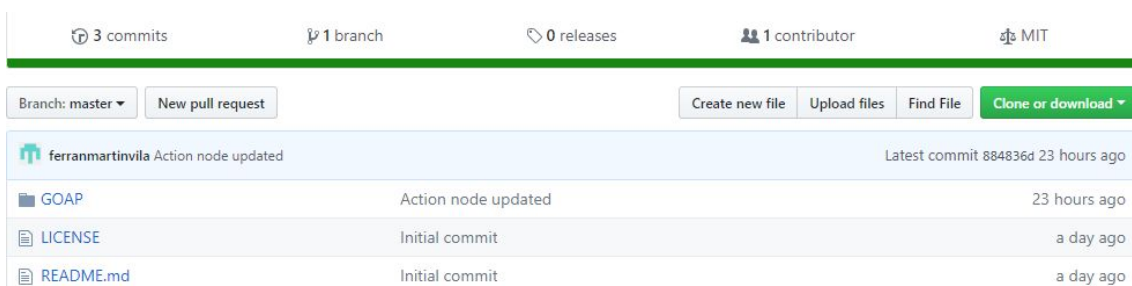 3 commits 1 branch 0 releases 1 contributor MIT
Branch: master New pull request Create new file Upload files Find File Clone or download
ferranmartinvila Action node updated Latest commit 884836d 23 hours ago
GOAP Action node updated 23 hours ago
LICENSE Initial commit a day ago
README.md Initial commit a day ago